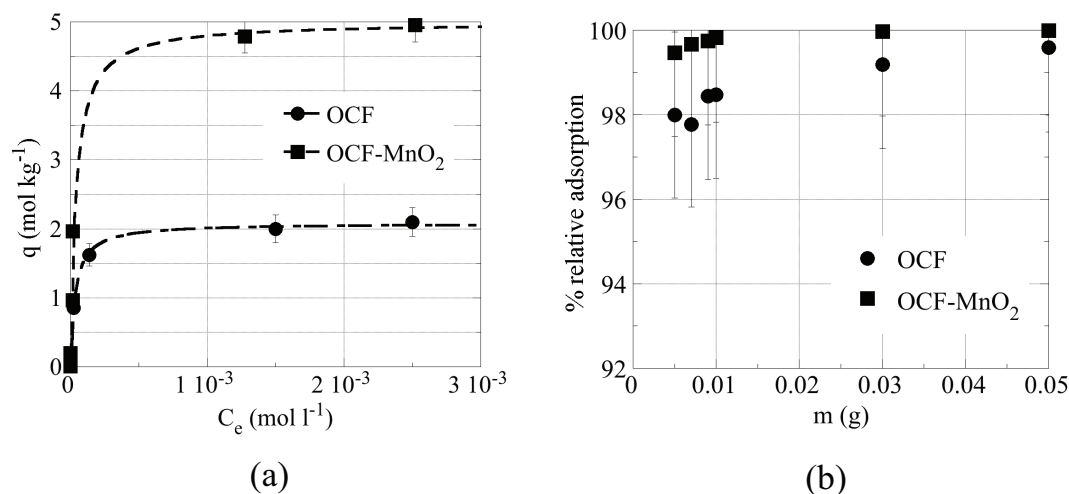 5
4
3
2
1
0
q (mol kg⁻¹)
OCF
OCF-MnO₂
0
1 10⁻³
2 10⁻³
3 10⁻³
Cₑ (mol l⁻¹)
(a)
100
98
96
94
92
% relative adsorption
OCF
OCF-MnO₂
0
0.01
0.02
0.03
0.04
0.05
m (g)
(b)